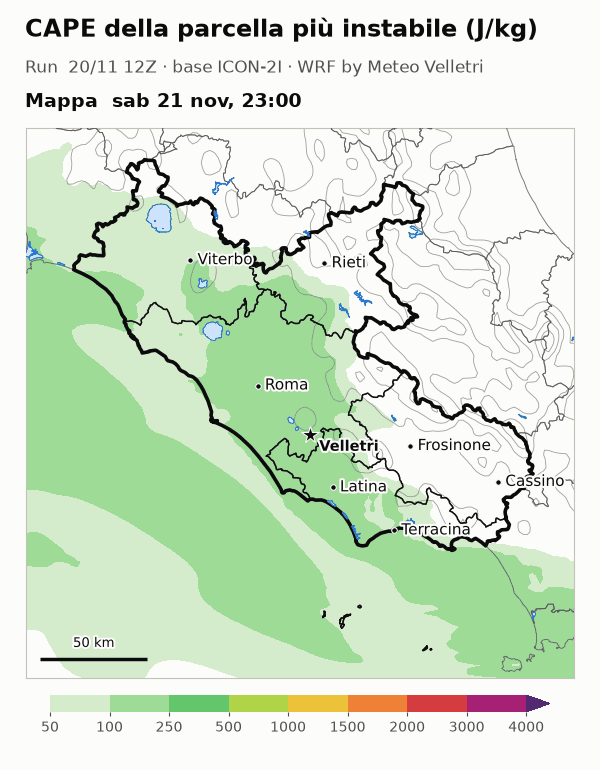 CAPE della parcella più instabile (J/kg)
Run 20/11 12Z · base ICON-2I · WRF by Meteo Velletri
Mappa sab 21 nov, 23:00
Viterbo
Rieti
Roma
Velletri
Frosinone
Latina
Cassino
Terracina
50 km
50 100 250 500 1000 1500 2000 3000 4000